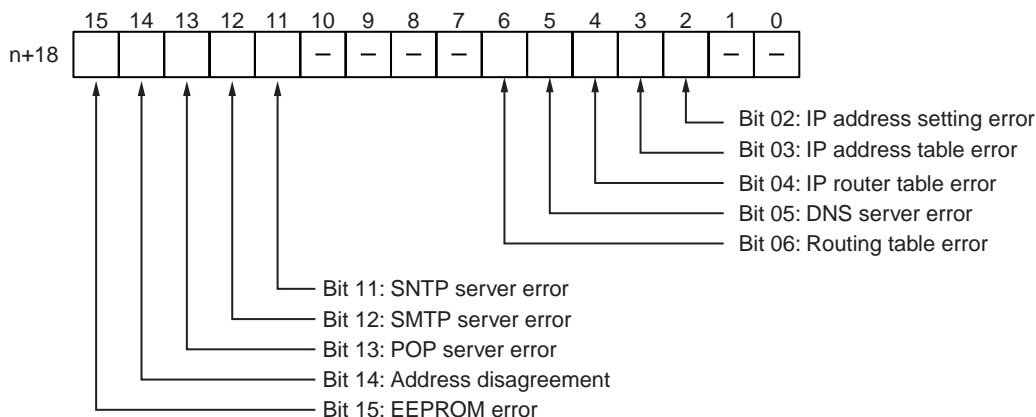 15 14 13 12 11 10 9 8 7 6 5 4 3 2 1 0
n+18 – – – – – –
Bit 02: IP address setting error
Bit 03: IP address table error
Bit 04: IP router table error
Bit 05: DNS server error
Bit 06: Routing table error
Bit 11: SNTP server error
Bit 12: SMTP server error
Bit 13: POP server error
Bit 14: Address disagreement
Bit 15: EEPROM error